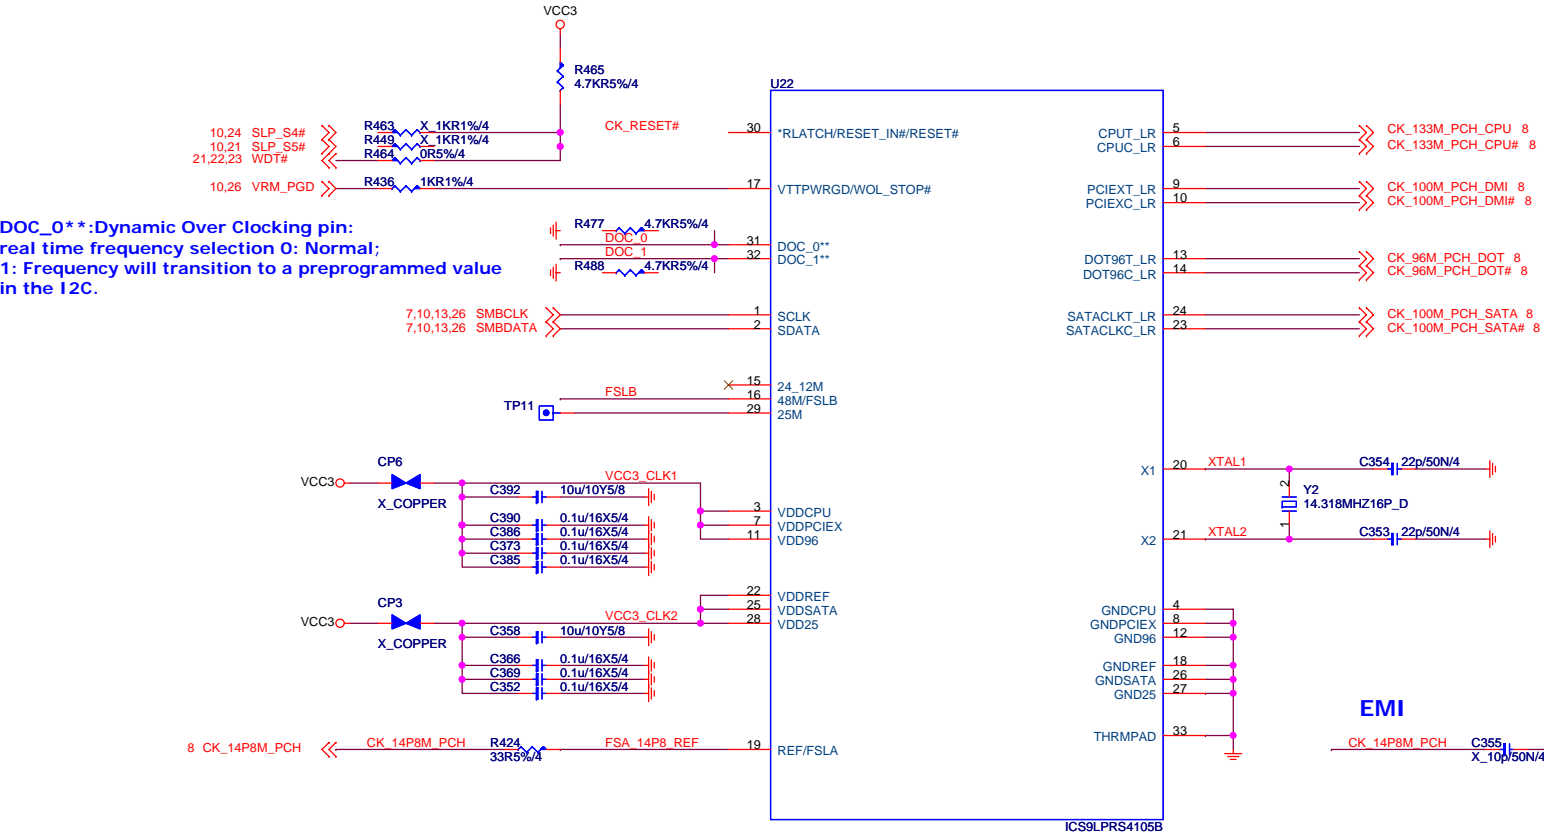 VCC3
R465
4.7KR5%/4
U22
10,24 SLP_S4#
R463 X_1KR1%/4
10,21 SLP_S5#
R449 X_1KR1%/4
21,22,23 WDT#
R464 0R5%/4
CK_RESET#
30 *RLATCH/RESET_IN#/RESET#
CPUT_LR 5 CK_133M_PCH_CPU 8
CPUC_LR 6 CK_133M_PCH_CPU# 8
10,26 VRM_PGD R436 1KR1%/4
17 VTTPWRGD/WOL_STOP#
PCIEXT_LR 9 CK_100M_PCH_DMI 8
PCIEXC_LR 10 CK_100M_PCH_DMI# 8
DOC_0**:Dynamic Over Clocking pin:
real time frequency selection 0: Normal;
1: Frequency will transition to a preprogrammed value
in the I2C.
R477 4.7KR5%/4
DOC_0 31 DOC_0**
DOC_1 32 DOC_1**
R488 4.7KR5%/4
DOT96T_LR 13 CK_96M_PCH_DOT 8
DOT96C_LR 14 CK_96M_PCH_DOT# 8
7,10,13,26 SMBCLK 1 SCLK
7,10,13,26 SMBDATA 2 SDATA
SATACLKT_LR 24 CK_100M_PCH_SATA 8
SATACLKC_LR 23 CK_100M_PCH_SATA# 8
15 24_12M
FSLB 16 48M/FSLB
TP11 29 25M
CP6
VCC3
X_COPPER
VCC3_CLK1
C392 10u/10Y5/8
C390 0.1u/16X5/4
C386 0.1u/16X5/4
C373 0.1u/16X5/4
C385 0.1u/16X5/4
3 VDDCPU
7 VDDPCIEX
11 VDD96
X1 20 XTAL1 C354 22p/50N/4
2
Y2
14.318MHZ16P_D
1
X2 21 XTAL2 C353 22p/50N/4
CP3
VCC3
X_COPPER
VCC3_CLK2
C358 10u/10Y5/8
C366 0.1u/16X5/4
C369 0.1u/16X5/4
C352 0.1u/16X5/4
22 VDDREF
25 VDDSATA
28 VDD25
GNDCPU 4
GNDPCIEX 8
GND96 12
GNDREF 18
GNDSATA 26
GND25 27
THRMPAD 33
8 CK_14P8M_PCH CK_14P8M_PCH R424 FSA_14P8_REF 19 REF/FSLA
33R5%/4
EMI
CK_14P8M_PCH C355
X_10p/50N/4
ICS9LPRS4105B